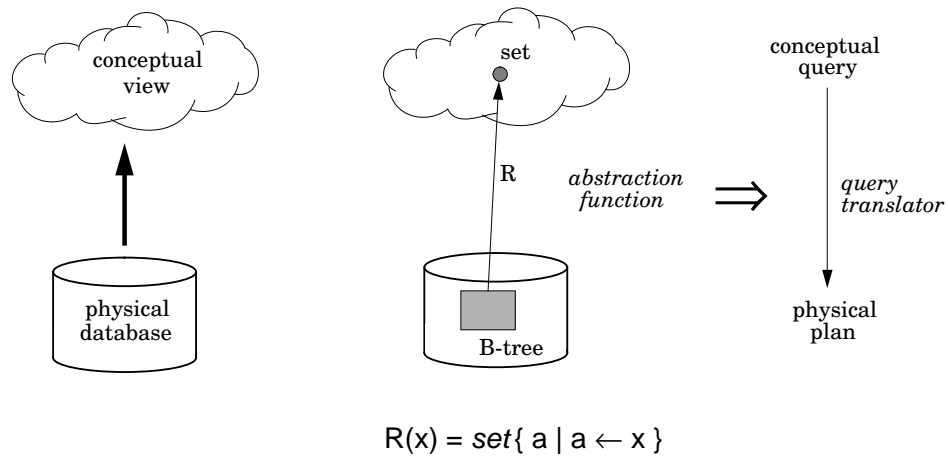 conceptual
view
physical
database
set
R
B-tree
abstraction
function
⇒
conceptual
query
query
translator
physical
plan
R(x) = set{ a | a ← x }